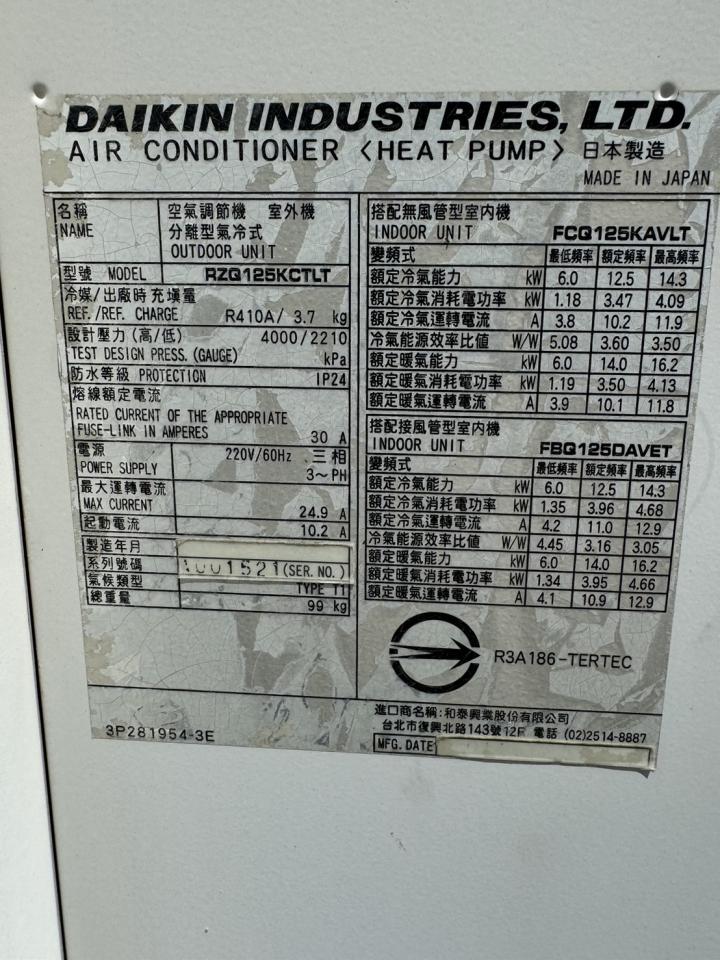 DAIKIN INDUSTRIES, LTD.
AIR CONDITIONER <HEAT PUMP> 日本製造
MADE IN JAPAN
名稱 空氣調節機 室外機
NAME 分離型氣冷式
OUTDOOR UNIT
型號 MODEL RZQ125KCTLT
冷媒/出廠時充填量
REF./REF. CHARGE R410A/ 3.7 kg
設計壓力(高/低) 4000/2210
TEST DESIGN PRESS.(GAUGE) kPa
防水等級 PROTECTION IP24
熔線額定電流
RATED CURRENT OF THE APPROPRIATE
FUSE-LINK IN AMPERES 30 A
電源 220V/60Hz 三相
POWER SUPPLY 3~PH
最大運轉電流
MAX CURRENT 24.9 A
起動電流 10.2 A
製造年月
系列號碼 001521(SER. NO.)
氣候類型 TYPE T1
總重量 99 kg
3P281954-3E
搭配無風管型室內機
INDOOR UNIT FCQ125KAVLT
變頻式 最低頻率 額定頻率 最高頻率
額定冷氣能力 kW 6.0 12.5 14.3
額定冷氣消耗電功率 kW 1.18 3.47 4.09
額定冷氣運轉電流 A 3.8 10.2 11.9
冷氣能源效率比值 W/W 5.08 3.60 3.50
額定暖氣能力 kW 6.0 14.0 16.2
額定暖氣消耗電功率 kW 1.19 3.50 4.13
額定暖氣運轉電流 A 3.9 10.1 11.8
搭配接風管型室內機
INDOOR UNIT FBQ125DAVET
變頻式 最低頻率 額定頻率 最高頻率
額定冷氣能力 kW 6.0 12.5 14.3
額定冷氣消耗電功率 kW 1.35 3.96 4.68
額定冷氣運轉電流 A 4.2 11.0 12.9
冷氣能源效率比值 W/W 4.45 3.16 3.05
額定暖氣能力 kW 6.0 14.0 16.2
額定暖氣消耗電功率 kW 1.34 3.95 4.66
額定暖氣運轉電流 A 4.1 10.9 12.9
R3A186-TERTEC
進口商名稱:和泰興業股份有限公司
台北市復興北路143號12F 電話 (02)2514-8887
MFG. DATE